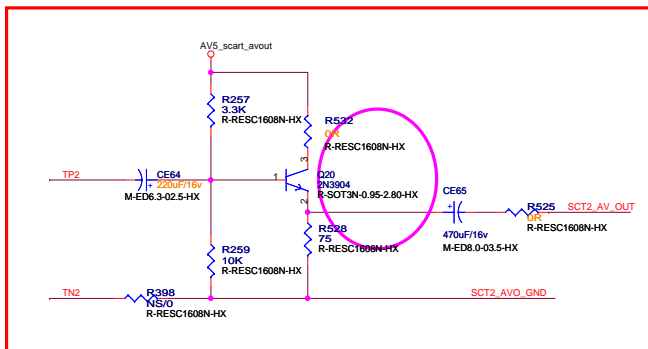 AV5_scart_avout
R257
3.3K
R-RESC1608N-HX
R532
0R
R-RESC1608N-HX
3
TP2
CE64
+ 220uF/16v
M-ED6.3-02.5-HX
1
Q20
2N3904
R-SOT3N-0.95-2.80-HX
2
CE65
+
470uF/16v
M-ED8.0-03.5-HX
R525
0R
R-RESC1608N-HX
SCT2_AV_OUT
R528
75
R-RESC1608N-HX
R259
10K
R-RESC1608N-HX
TN2
R398
NS/0
R-RESC1608N-HX
SCT2_AVO_GND